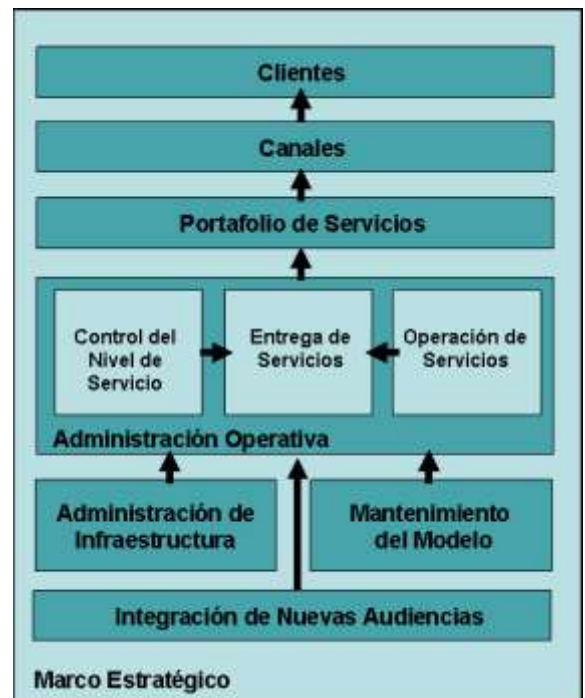 Clientes
Canales
Portafolio de Servicios
Control del
Nivel de
Servicio
Entrega de
Servicios
Operación de
Servicios
Administración Operativa
Administración de
Infraestructura
Mantenimiento
del Modelo
Integración de Nuevas Audiencias
Marco Estratégico